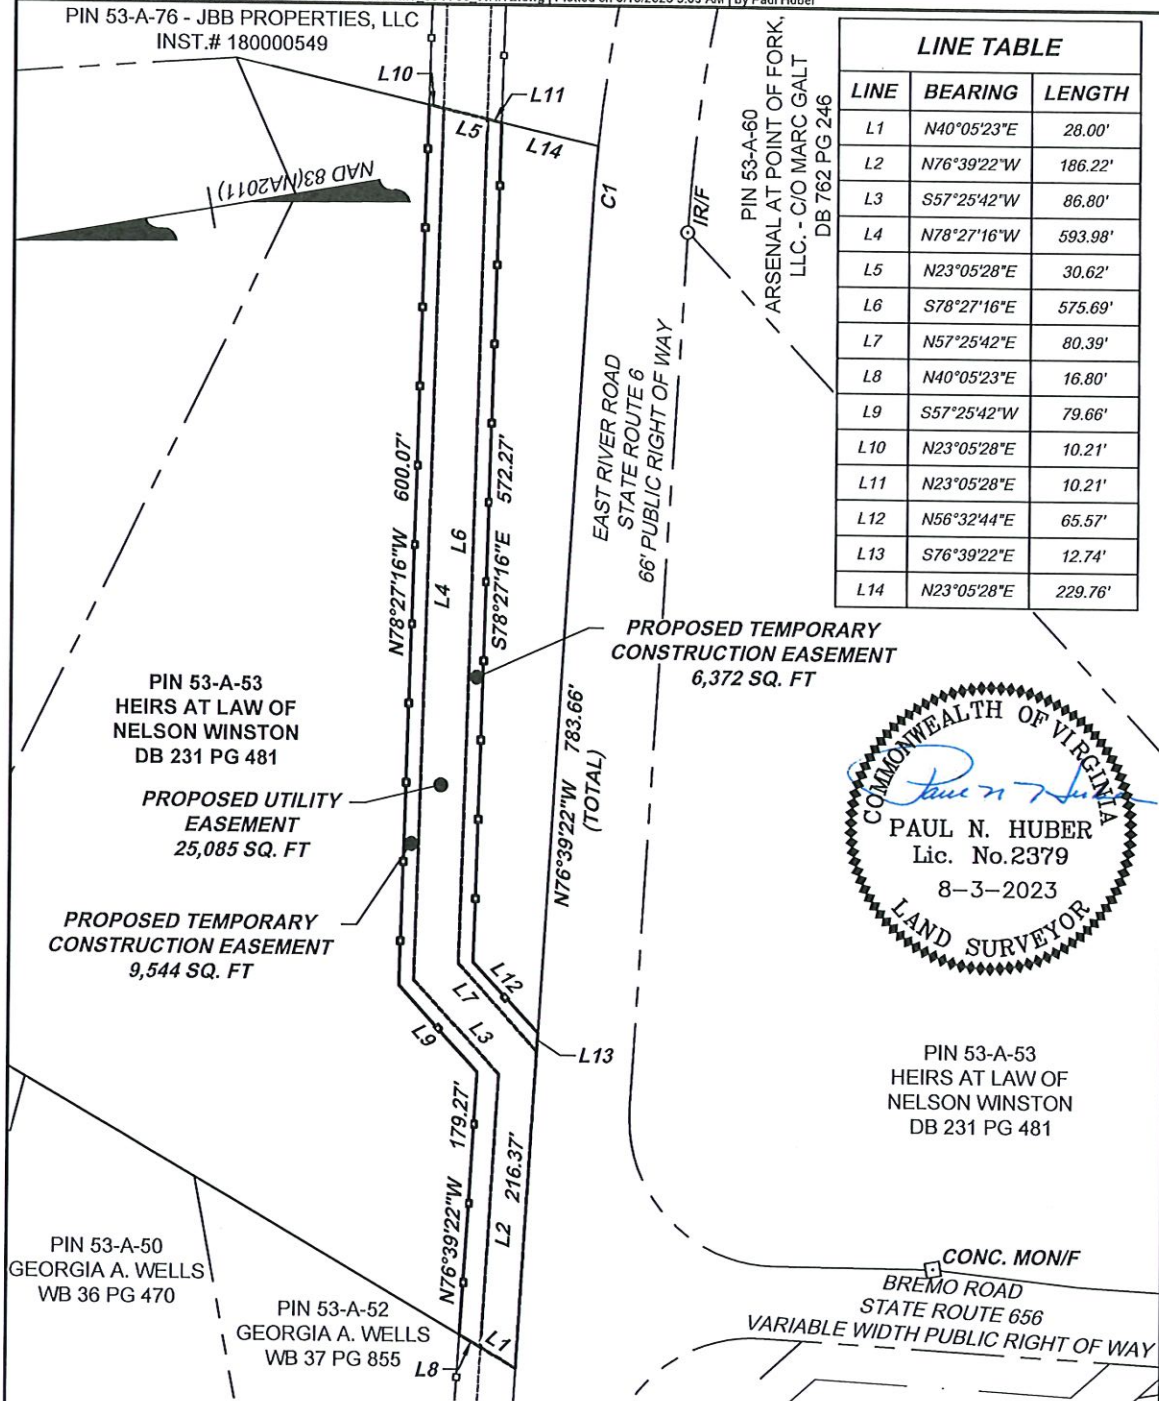 PIN 53-A-76 - JBB PROPERTIES, LLC
INST.# 180000549
L10
L11
L5
L14
C1
NAD 83(NA2011)
IR/F
PIN 53-A-60
ARSENAL AT POINT OF FORK,
LLC. - C/O MARC GALT
DB 762 PG 246
LINE TABLE
LINE BEARING LENGTH
L1 N40°05'23"E 28.00'
L2 N76°39'22"W 186.22'
L3 S57°25'42"W 86.80'
L4 N78°27'16"W 593.98'
L5 N23°05'28"E 30.62'
L6 S78°27'16"E 575.69'
L7 N57°25'42"E 80.39'
L8 N40°05'23"E 16.80'
L9 S57°25'42"W 79.66'
L10 N23°05'28"E 10.21'
L11 N23°05'28"E 10.21'
L12 N56°32'44"E 65.57'
L13 S76°39'22"E 12.74'
L14 N23°05'28"E 229.76'
EAST RIVER ROAD
STATE ROUTE 6
66' PUBLIC RIGHT OF WAY
N78°27'16"W 600.07'
L4
L6
S78°27'16"E 572.27'
PROPOSED TEMPORARY
CONSTRUCTION EASEMENT
6,372 SQ. FT
PIN 53-A-53
HEIRS AT LAW OF
NELSON WINSTON
DB 231 PG 481
PROPOSED UTILITY
EASEMENT
25,085 SQ. FT
N76°39'22"W 783.66'
(TOTAL)
COMMONWEALTH OF VIRGINIA
PAUL N. HUBER
Lic. No.2379
8-3-2023
LAND SURVEYOR
PROPOSED TEMPORARY
CONSTRUCTION EASEMENT
9,544 SQ. FT
L12
L7
L3
L9
L13
PIN 53-A-53
HEIRS AT LAW OF
NELSON WINSTON
DB 231 PG 481
N76°39'22"W 179.27'
L2
216.37'
PIN 53-A-50
GEORGIA A. WELLS
WB 36 PG 470
PIN 53-A-52
GEORGIA A. WELLS
WB 37 PG 855
L1
L8
CONC. MON/F
BREMO ROAD
STATE ROUTE 656
VARIABLE WIDTH PUBLIC RIGHT OF WAY